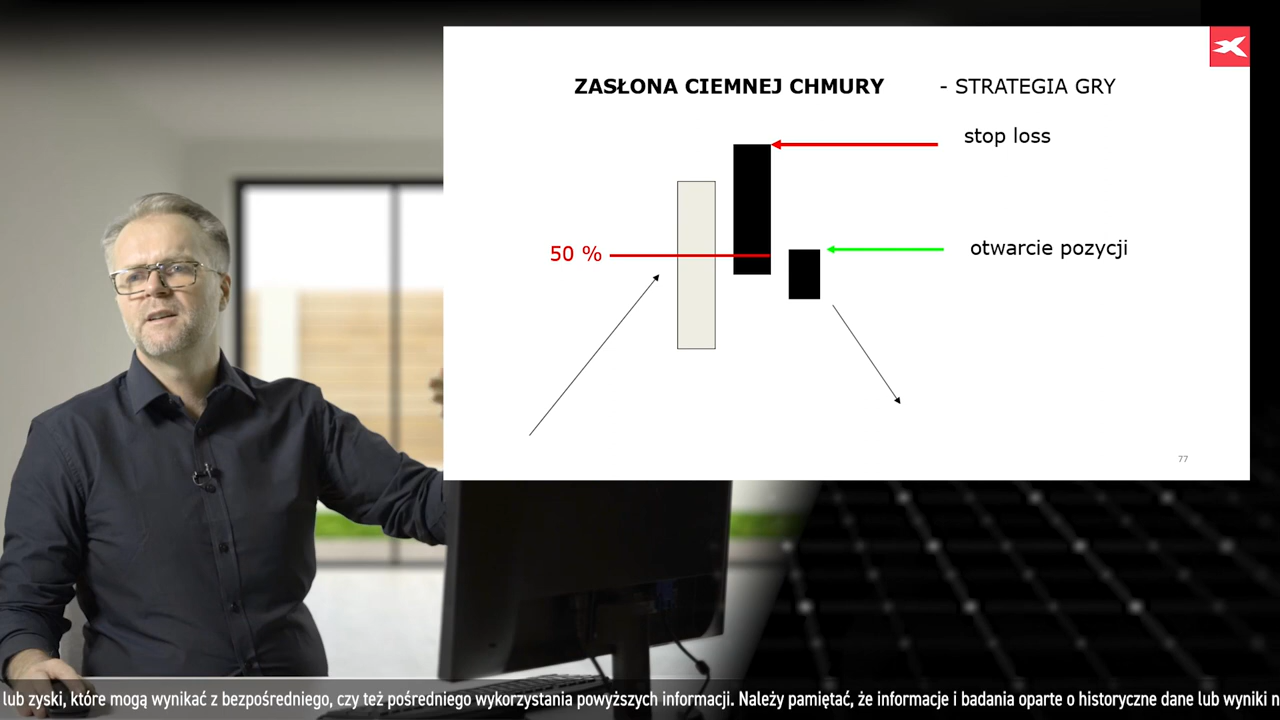 ZASŁONA CIEMNEJ CHMURY - STRATEGIA GRY
stop loss
50 %
otwarcie pozycji
77
lub zyski, które mogą wynikać z bezpośredniego, czy też pośredniego wykorzystania powyższych informacji. Należy pamiętać, że informacje i badania oparte o historyczne dane lub wyniki n